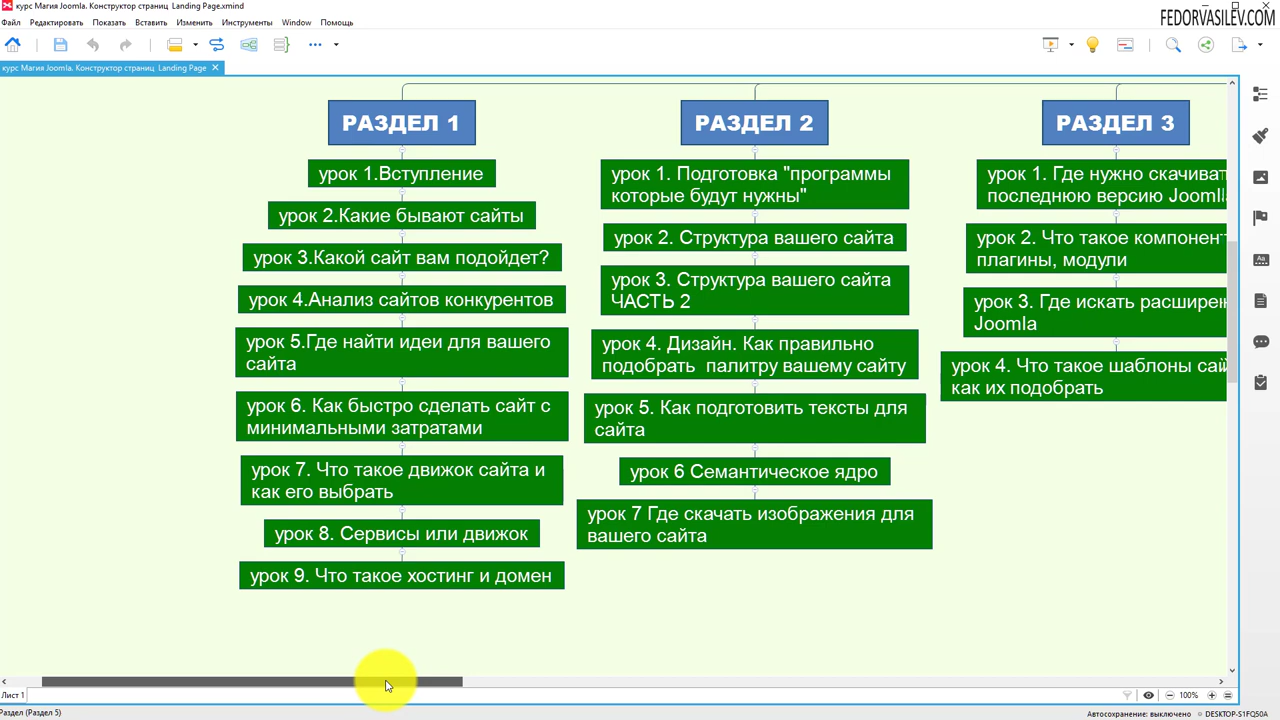 курс Магия Joomla. Конструктор страниц Landing Page.xmind
FEDORVASILEV.COM
Файл Редактировать Показать Вставить Изменить Инструменты Window Помощь
курс Магия Joomla. Конструктор страниц Landing Page
РАЗДЕЛ 1
урок 1.Вступление
урок 2.Какие бывают сайты
урок 3.Какой сайт вам подойдет?
урок 4.Анализ сайтов конкурентов
урок 5.Где найти идеи для вашего
сайта
урок 6. Как быстро сделать сайт с
минимальными затратами
урок 7. Что такое движок сайта и
как его выбрать
урок 8. Сервисы или движок
урок 9. Что такое хостинг и домен
РАЗДЕЛ 2
урок 1. Подготовка "программы
которые будут нужны"
урок 2. Структура вашего сайта
урок 3. Структура вашего сайта
ЧАСТЬ 2
урок 4. Дизайн. Как правильно
подобрать палитру вашему сайту
урок 5. Как подготовить тексты для
сайта
урок 6 Семантическое ядро
урок 7 Где скачать изображения для
вашего сайта
РАЗДЕЛ 3
урок 1. Где нужно скачиват
последнюю версию Joomla
урок 2. Что такое компонент
плагины, модули
урок 3. Где искать расширен
Joomla
урок 4. Что такое шаблоны сай
как их подобрать
Лист 1
100%
Раздел (Раздел 5)
Автосохранение: выключено
DESKTOP-S1FQ50A